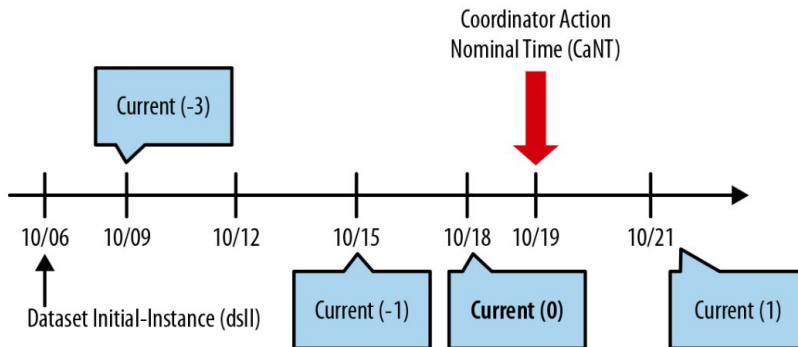 Coordinator Action
Nominal Time (CaNT)
Current (-3)
10/06 10/09 10/12 10/15 10/18 10/19 10/21
Dataset Initial-Instance (dsII)
Current (-1)
Current (0)
Current (1)